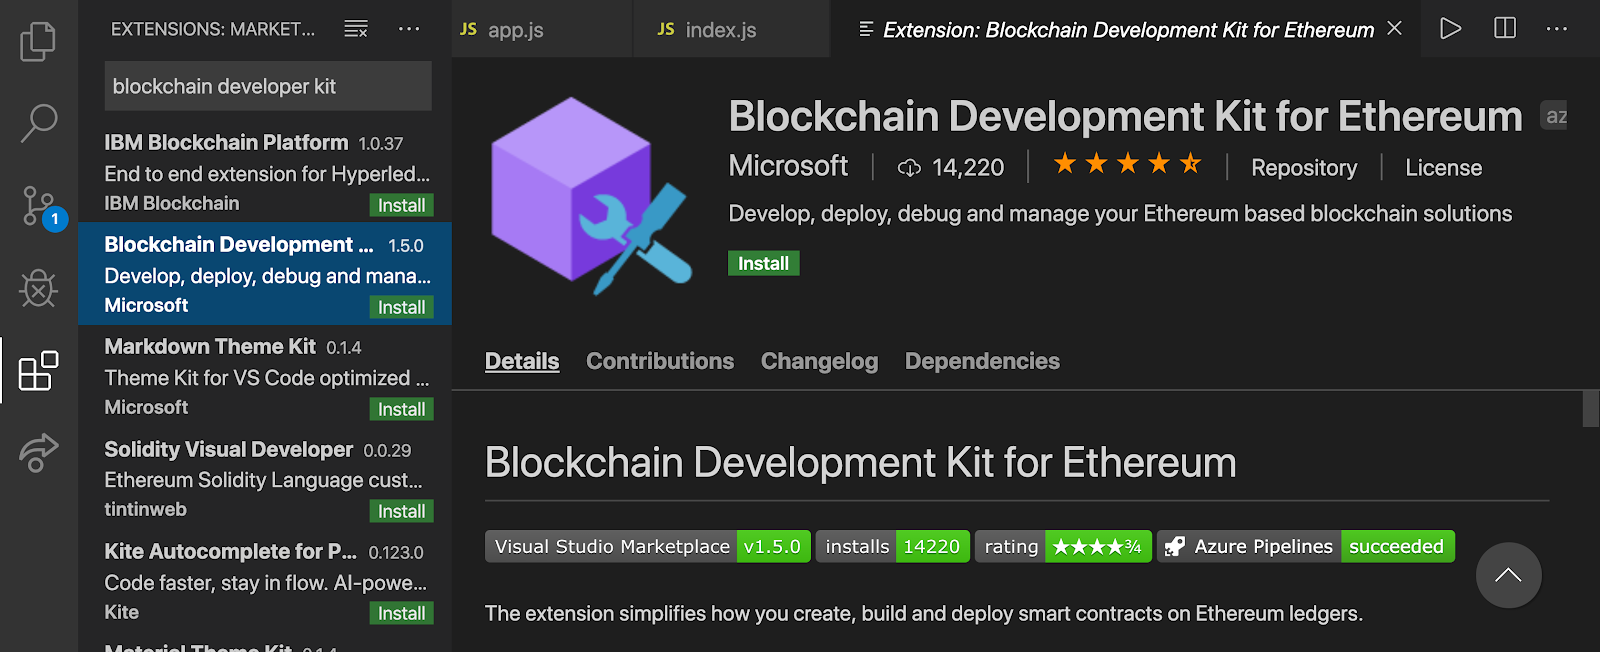 EXTENSIONS: MARKET...
blockchain developer kit
IBM Blockchain Platform 1.0.37
End to end extension for Hyperled...
IBM Blockchain Install
1
Blockchain Development ... 1.5.0
Develop, deploy, debug and mana...
Microsoft Install
Markdown Theme Kit 0.1.4
Theme Kit for VS Code optimized ...
Microsoft Install
Solidity Visual Developer 0.0.29
Ethereum Solidity Language cust...
tintinweb Install
Kite Autocomplete for P... 0.123.0
Code faster, stay in flow. AI-powe...
Kite Install
Material Theme Kit 0.1.4
JS app.js
JS index.js
Extension: Blockchain Development Kit for Ethereum
Blockchain Development Kit for Ethereum az
Microsoft | 14,220 | ★★★★⯪ | Repository | License
Develop, deploy, debug and manage your Ethereum based blockchain solutions
Install
Details Contributions Changelog Dependencies
Blockchain Development Kit for Ethereum
Visual Studio Marketplace v1.5.0 installs 14220 rating ★★★★¾ Azure Pipelines succeeded
The extension simplifies how you create, build and deploy smart contracts on Ethereum ledgers.